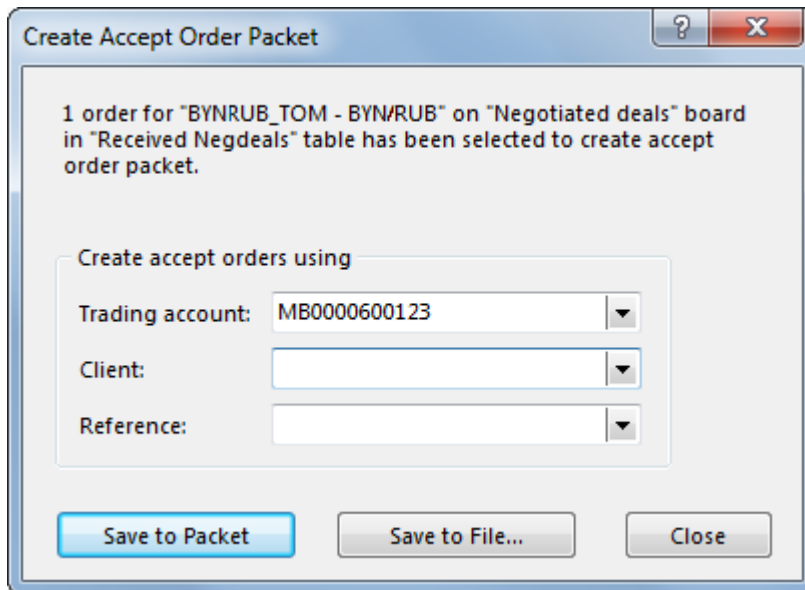 Create Accept Order Packet
?
X
1 order for "BYNRUB_TOM - BYN/RUB" on "Negotiated deals" board
in "Received Negdeals" table has been selected to create accept
order packet.
Create accept orders using
Trading account: MB0000600123
Client:
Reference:
Save to Packet Save to File... Close